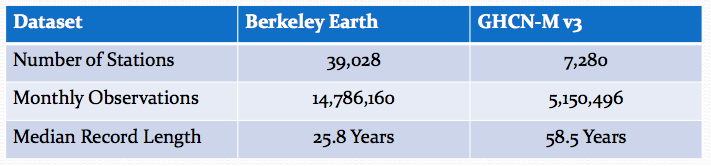 Dataset Berkeley Earth GHCN-M v3
Number of Stations 39,028 7,280
Monthly Observations 14,786,160 5,150,496
Median Record Length 25.8 Years 58.5 Years